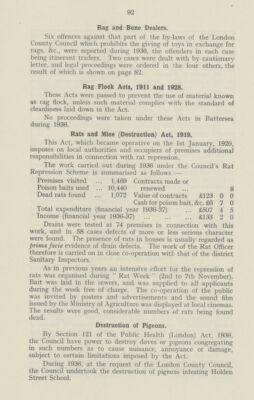 92
Rag and Bone Dealers.
Six offences against that part of the by-laws of the London
County Council which prohibits the giving of toys in exchange for
rags, &c., were reported during 1936, the offenders in each case
being itinerant traders. Two cases were dealt with by cautionary
letter, and legal proceedings were ordered in the four others, the
result of which is shown on page 82.
Rag Flock Acts, 1911 and 1928.
These Acts were passed to prevent the use of material known
as rag flock, unless such material complies with the standard of
cleanliness laid down in the Act.
No proceedings were taken under these Acts in Battersea
during 1936.
Rats and Mice (Destruction) Act, 1919.
This Act, which became operative on the 1st January, 1920,
imposes on local authorities and occupiers of premises additional
responsibilities in connection with rat repression.
The work carried out during 1936 under the Council's Rat
Repression Scheme is summarised as follows :—
Premises visited ... 1,469 Contracts made or
Poison baits used ... 10,440 renewed ... 8
Dead rats found ... 1,072 Value of contracts £123 0 0
Cash for poison bait, &c. £6 7 0
Total expenditure (financial year 1936-37) ... £802 4 5
Income (financial year 1936-37) ... ... £133 2 0
Drains were tested at 74 premises in connection with this
work, and in 58 cases defects of more or less serious character
were found. The presence of rats in houses is usually regarded as
prima facie evidence of drain defects. The work of the Rat Officer
therefore is carried on in close co-operation with that of the district
Sanitary Inspectors.
As in previous years an intensive effort for the repression of
rats was organised during " Rat Week " (2nd to 7th November).
Bait was laid in the sewers, and was supplied to all applicants
during the week free of charge. The co-operation of the public
was invited by posters and advertisements and the sound film
issued by the Ministry of Agriculture was displayed at local cinemas.
The results were good, considerable numbers of rats being found
dead.
Destruction of Pigeons.
By Section 121 of the Public Health (London) Act, 1936,
the Council have power to destroy doves or pigeons congregating
in such numbers as to cause nuisance, annoyance or damage,
subject to certain limitations imposed by the Act.
During 1936, at the request of the London County Council,
the Council undertook the destruction of pigeons infesting Holden
Street School.